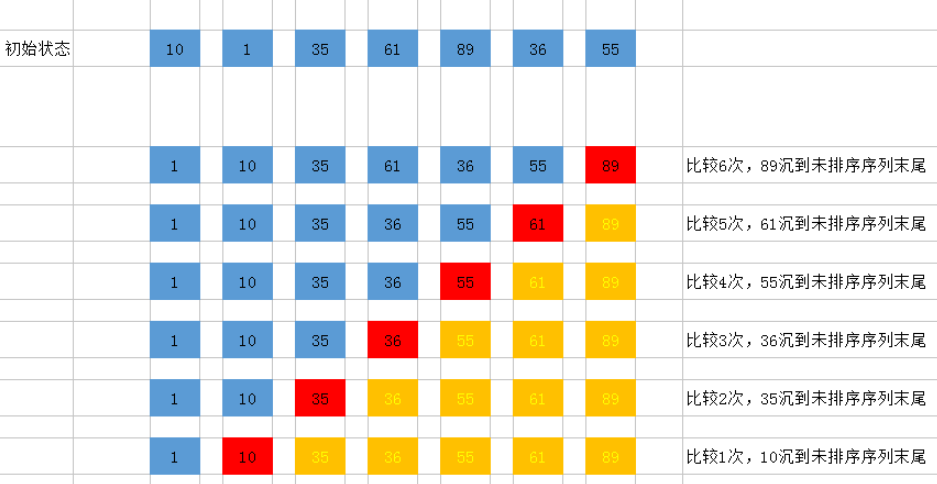 初始状态 10 1 35 61 89 36 55
1 10 35 61 36 55 89 比较6次，89沉到未排序序列末尾
1 10 35 36 55 61 89 比较5次，61沉到未排序序列末尾
1 10 35 36 55 61 89 比较4次，55沉到未排序序列末尾
1 10 35 36 55 61 89 比较3次，36沉到未排序序列末尾
1 10 35 36 55 61 89 比较2次，35沉到未排序序列末尾
1 10 35 36 55 61 89 比较1次，10沉到未排序序列末尾